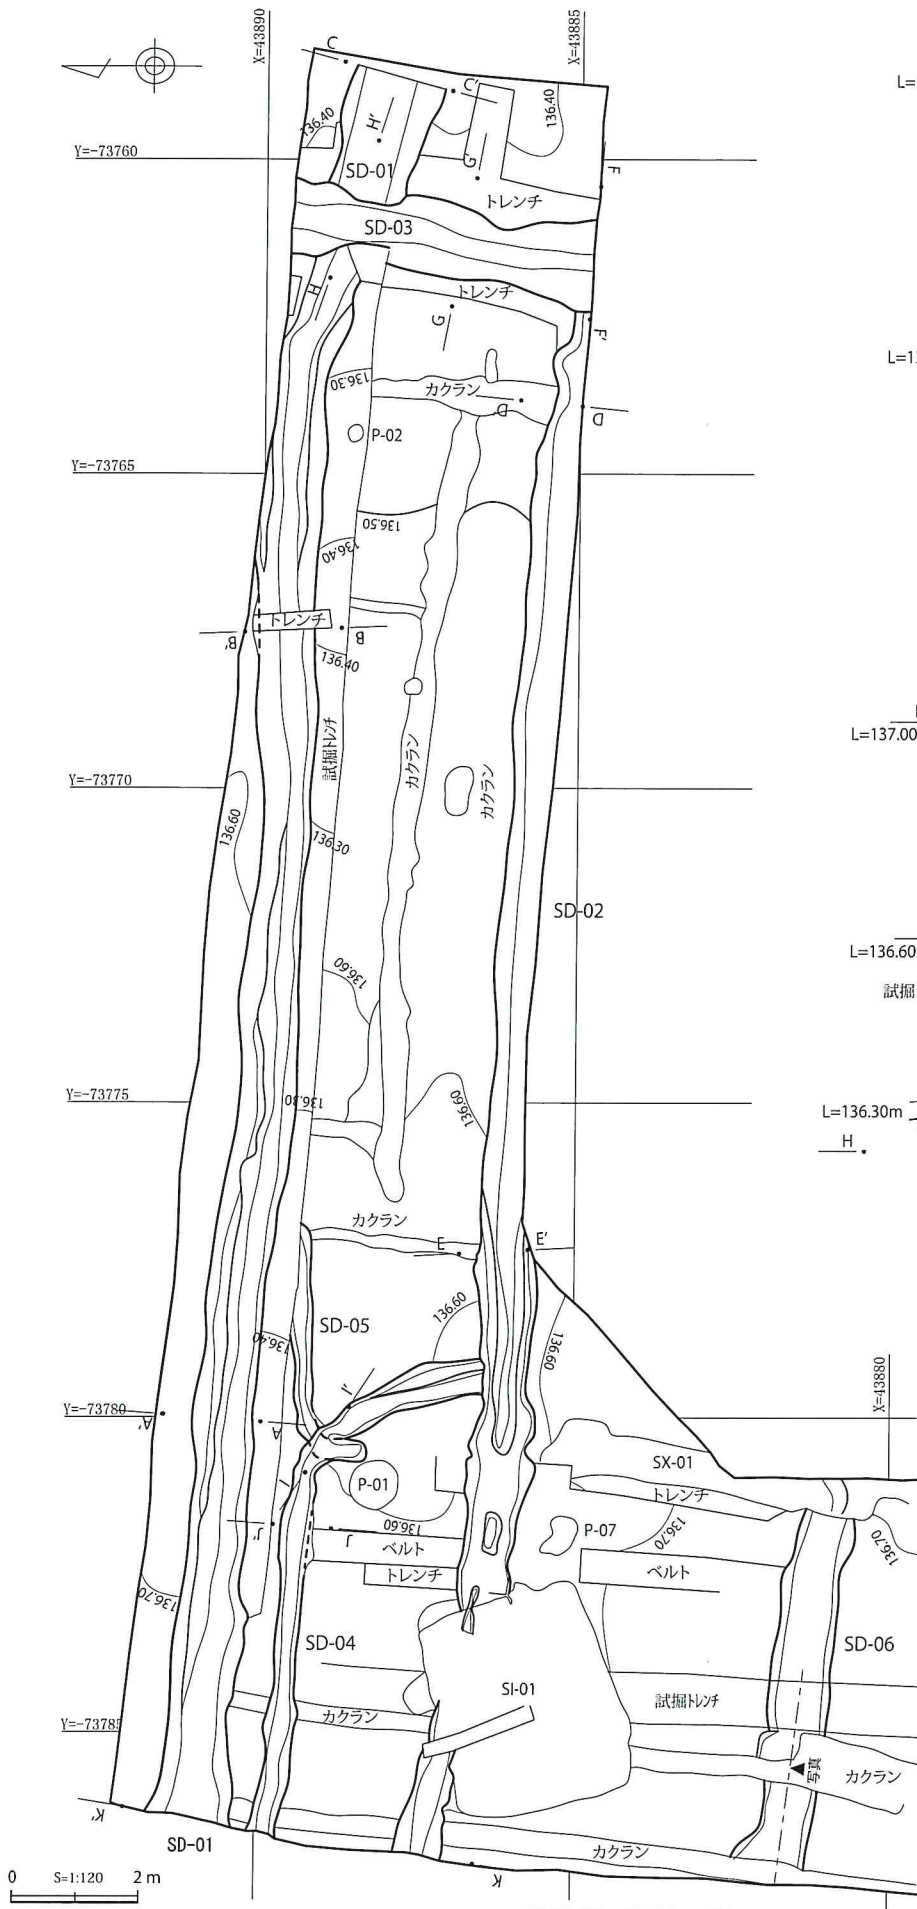 X=43890
X=43885
C
C'
L=
136.40
136.40
H'
G'
Y=-73760
SD-01
F
トレンチ
SD-03
トレンチ
H
G
F'
L=13
136.30
カクラン
D'
D
P-02
Y=-73765
136.50
136.40
トレンチ
B'
B
136.40
試掘トレンチ
カクラン
L=137.00
Y=-73770
カクラン
136.60
136.30
SD-02
L=136.60
136.60
試掘
Y=-73775
136.30
136.60
L=136.30m
H
カクラン
E
E'
136.60
SD-05
136.40
136.60
I'
X=43880
Y=-73780
A'
A
SX-01
I
P-01
トレンチ
J'
J
136.60
P-07
136.70
136.70
ベルト
トレンチ
ベルト
136.70
SD-04
SD-06
SI-01
試掘トレンチ
カクラン
Y=-73785
写真
カクラン
K'
SD-01
カクラン
K
0 S=1:120 2 m